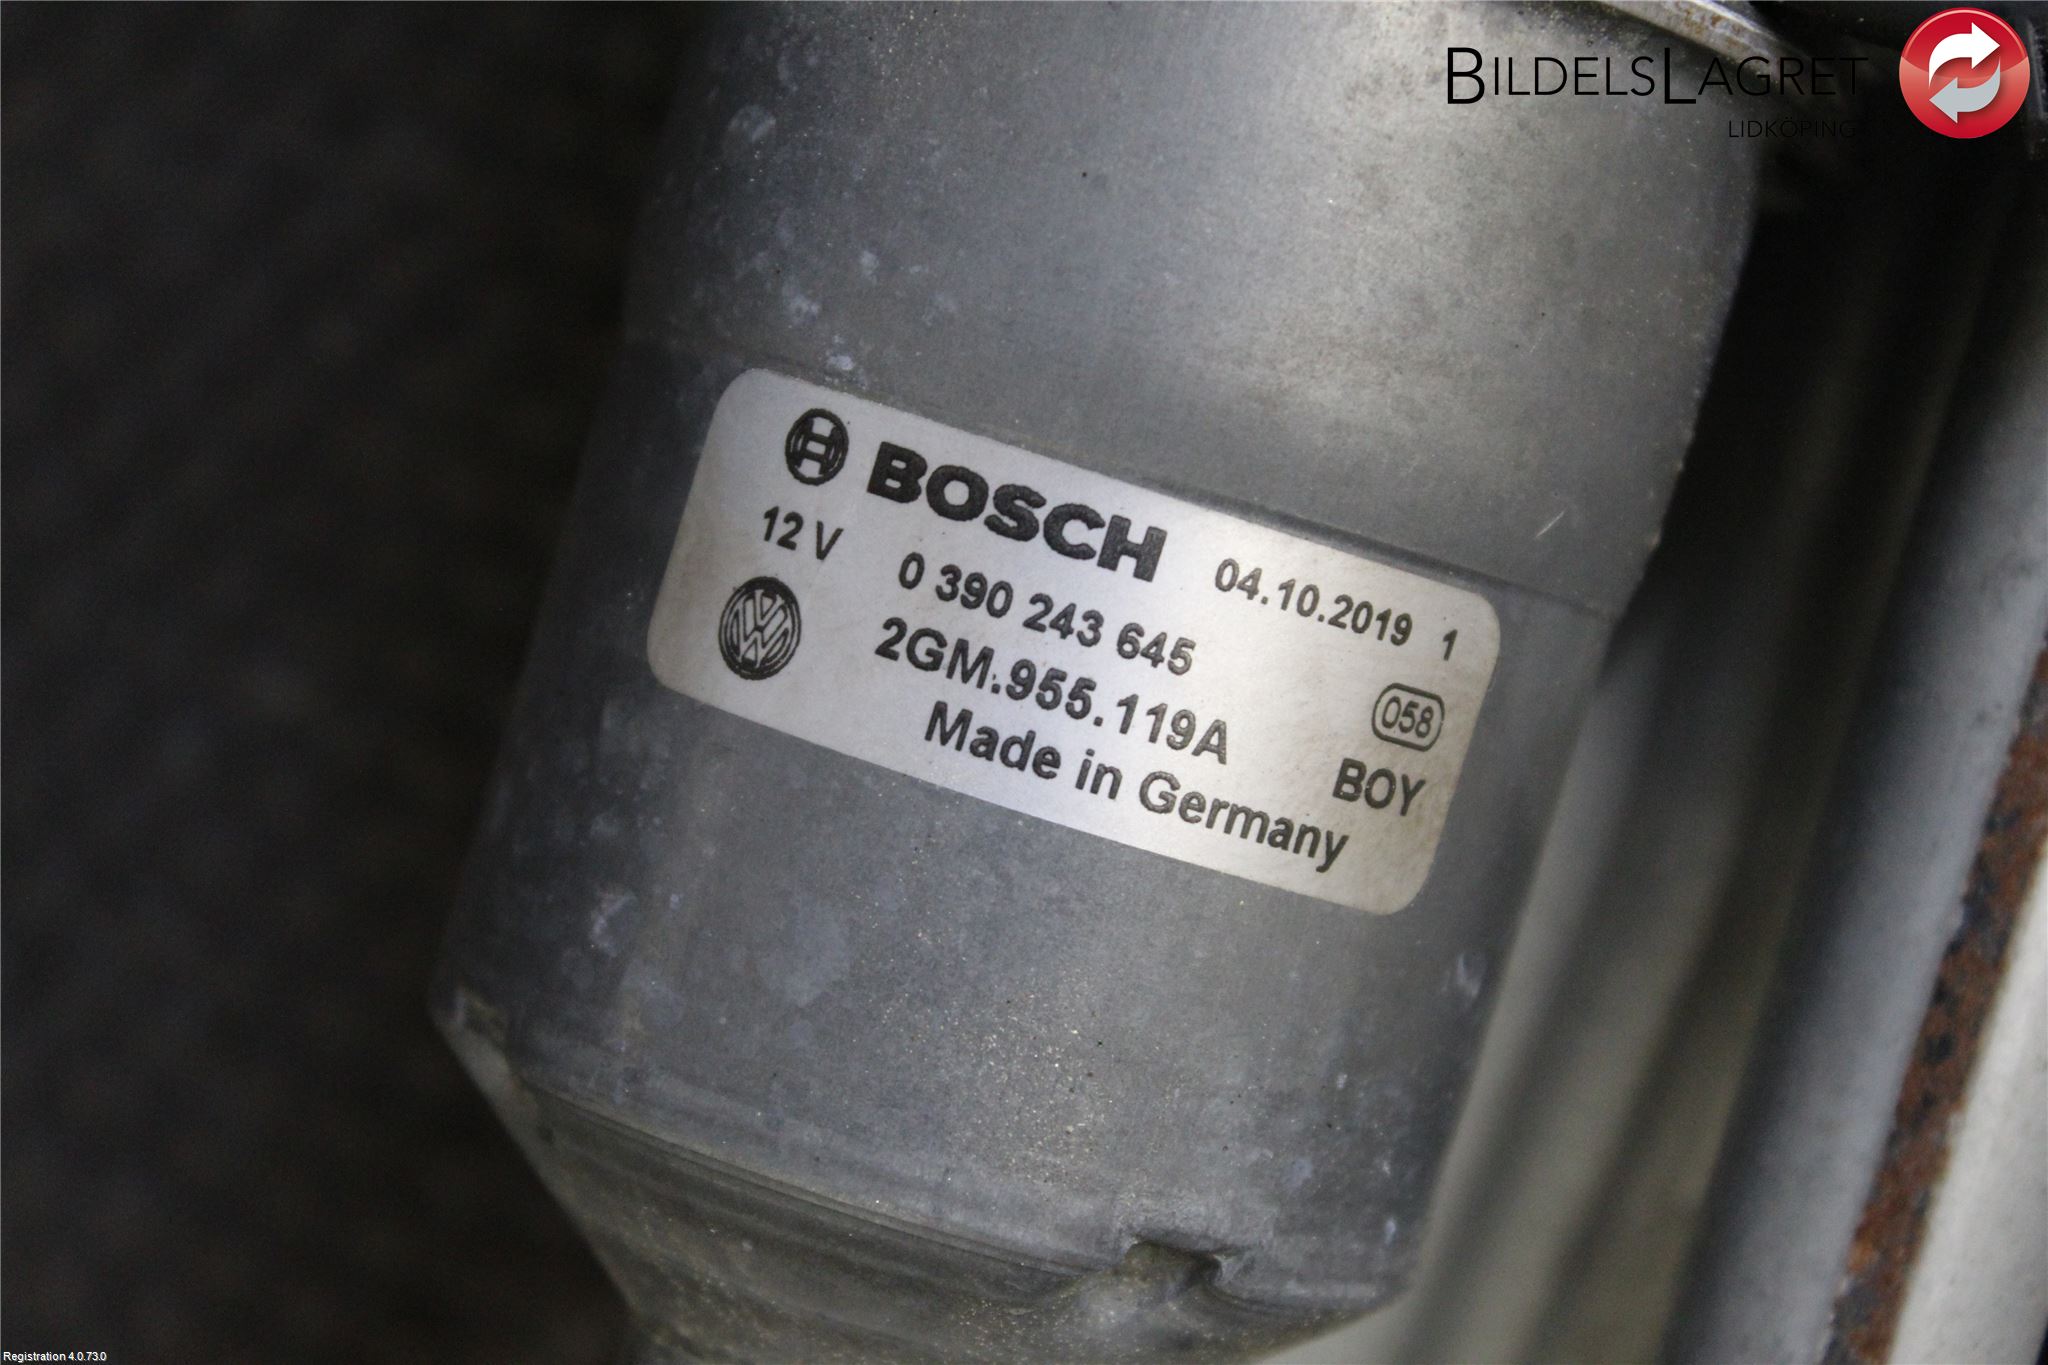 BILDELSLAGRET
LIDKÖPING
BOSCH
04.10.2019 1
12 V 0 390 243 645
2GM.955.119A
058
Made in Germany
BOY
Registration 4.0.73.0